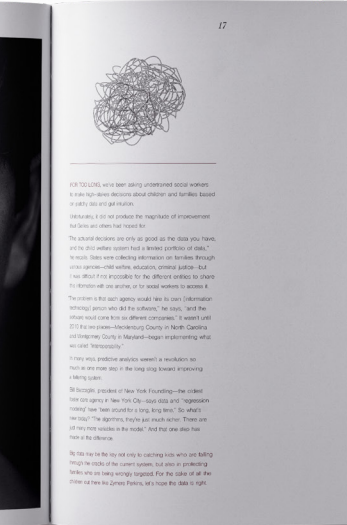 17
FOR TOO LONG, we've been asking undertrained social workers
to make high-stakes decisions about children and families based
on patchy data and gut intuition.
Unfortunately, it did not produce the magnitude of improvement
that Gates and others had hoped for.
"The actuarial decisions are only as good as the data you have,
and the child welfare system had a limited portfolio of data,"
he recalls. States were collecting information on families through
various agencies—child welfare, education, criminal justice—but
it was difficult if not impossible for the different entities to share
the information with one another, or for social workers to access it.
"The problem is that each agency would hire its own [information
technology] person who did the software," he says, "and the
software would come from six different companies." It wasn't until
2010 that two places—Mecklenburg County in North Carolina
and Montgomery County in Maryland—began implementing what
was called "interoperability."
In many ways, predictive analytics weren't a revolution so
much as one more step in the long slog toward improving
a faltering system.
Bill Baccaglini, president of New York Foundling—the oldest
foster care agency in New York City—says data and "regression
modeling" have "been around for a long, long time." So what's
new today? "The algorithms, they're just much richer. There are
just many more variables in the model." And that one step has
made all the difference.
Big data may be the key not only to catching kids who are falling
through the cracks of the current system, but also in protecting
families who are being wrongly targeted. For the sake of all the
children out there like Zymere Perkins, let's hope the data is right.